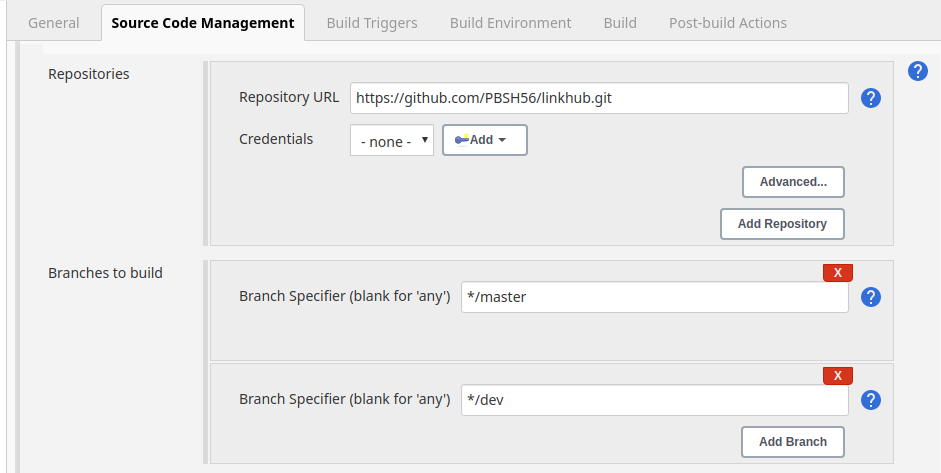 General Source Code Management Build Triggers Build Environment Build Post-build Actions
Repositories
?
Repository URL https://github.com/PBSH56/linkhub.git ?
Credentials - none - Add
Advanced...
Add Repository
Branches to build
X
Branch Specifier (blank for 'any') */master ?
X
Branch Specifier (blank for 'any') */dev ?
Add Branch